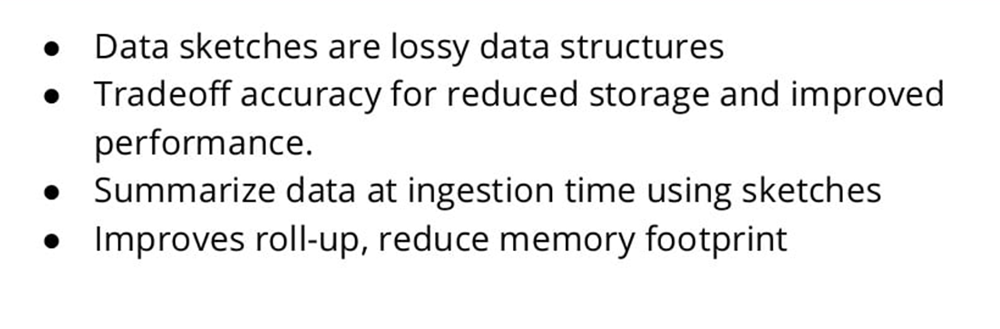 ● Data sketches are lossy data structures
● Tradeoff accuracy for reduced storage and improved
performance.
● Summarize data at ingestion time using sketches
● Improves roll-up, reduce memory footprint